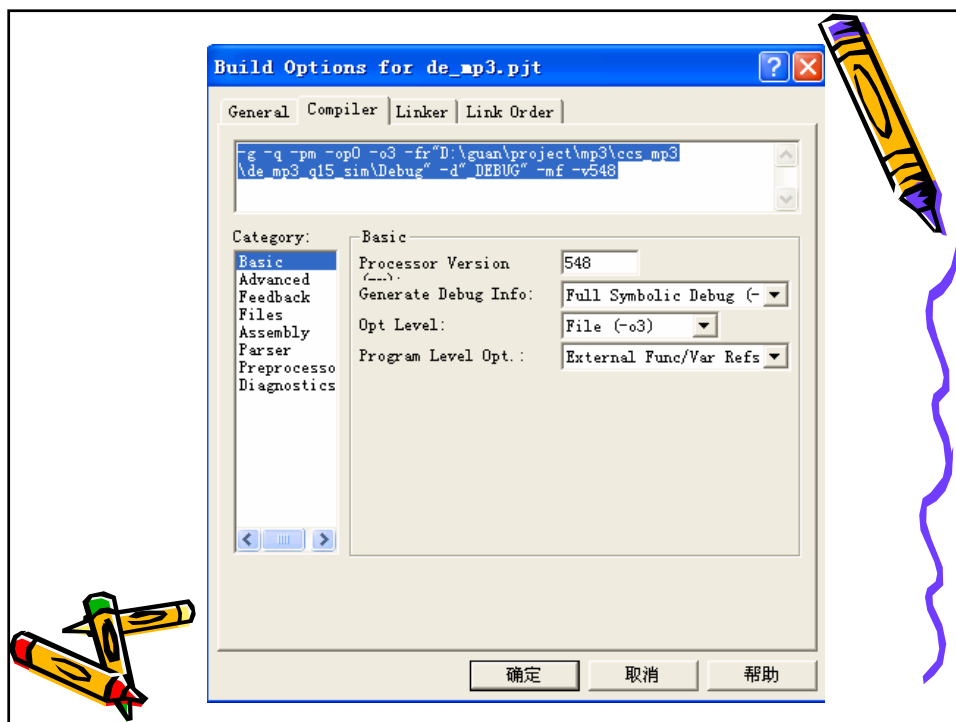 Build Options for de_mp3.pjt
General Compiler Linker Link Order
-g -q -pm -op0 -o3 -fr"D:\guan\project\mp3\ccs_mp3
\de_mp3_q15_sim\Debug" -d"_DEBUG" -mf -v548
Category:
Basic
Advanced
Feedback
Files
Assembly
Parser
Preprocesso
Diagnostics
Basic
Processor Version 548
Generate Debug Info: Full Symbolic Debug (-
Opt Level: File (-o3)
Program Level Opt.: External Func/Var Refs
确定 取消 帮助